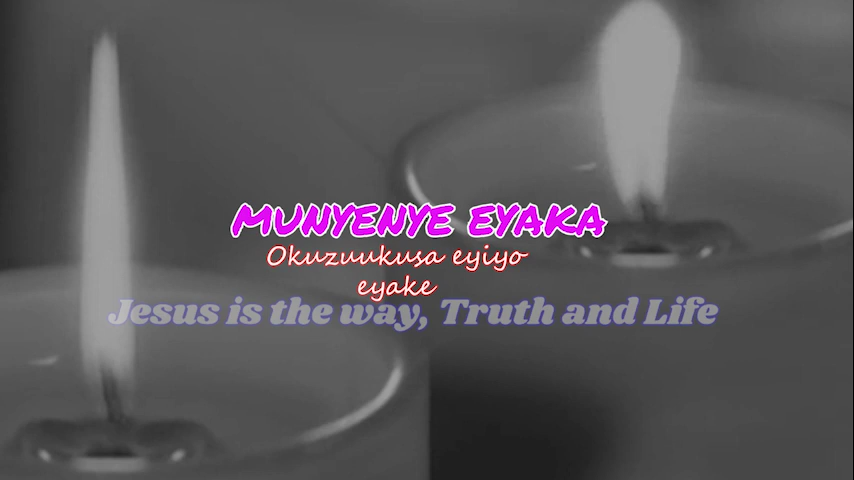 MUNYENYE EYAKA
Okuzuukusa eyiyo
eyake
Jesus is the way, Truth and Life